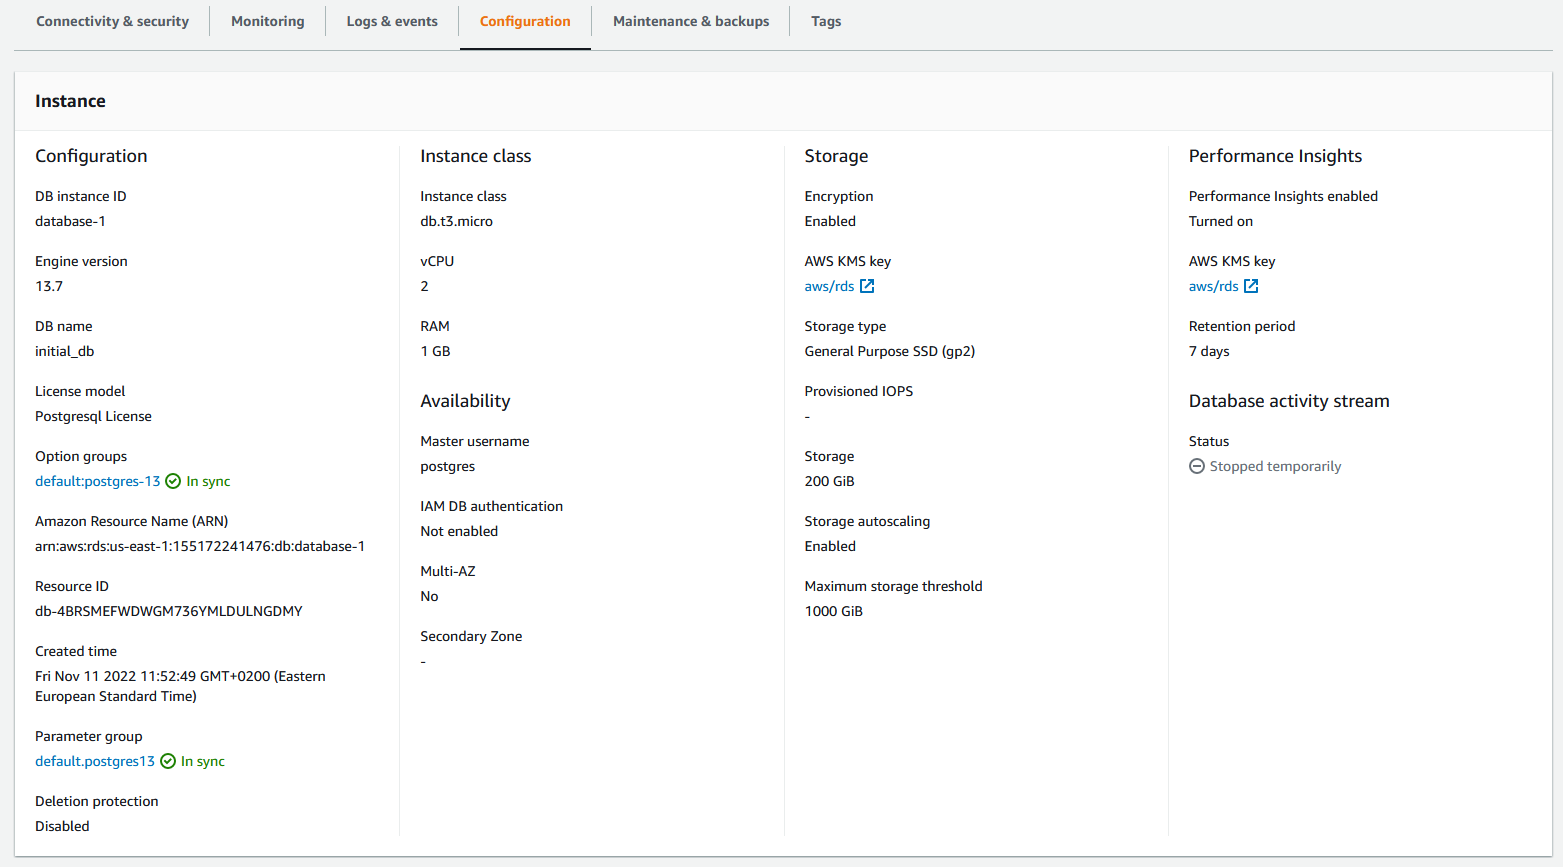 Connectivity & security
Monitoring
Logs & events
Configuration
Maintenance & backups
Tags
Instance
Configuration
DB instance ID
database-1
Engine version
13.7
DB name
initial_db
License model
Postgresql License
Option groups
default:postgres-13 In sync
Amazon Resource Name (ARN)
arn:aws:rds:us-east-1:155172241476:db:database-1
Resource ID
db-4BRSMEFWDWGM736YMLDULNGDMY
Created time
Fri Nov 11 2022 11:52:49 GMT+0200 (Eastern
European Standard Time)
Parameter group
default.postgres13 In sync
Deletion protection
Disabled
Instance class
Instance class
db.t3.micro
vCPU
2
RAM
1 GB
Availability
Master username
postgres
IAM DB authentication
Not enabled
Multi-AZ
No
Secondary Zone
-
Storage
Encryption
Enabled
AWS KMS key
aws/rds
Storage type
General Purpose SSD (gp2)
Provisioned IOPS
-
Storage
200 GiB
Storage autoscaling
Enabled
Maximum storage threshold
1000 GiB
Performance Insights
Performance Insights enabled
Turned on
AWS KMS key
aws/rds
Retention period
7 days
Database activity stream
Status
Stopped temporarily